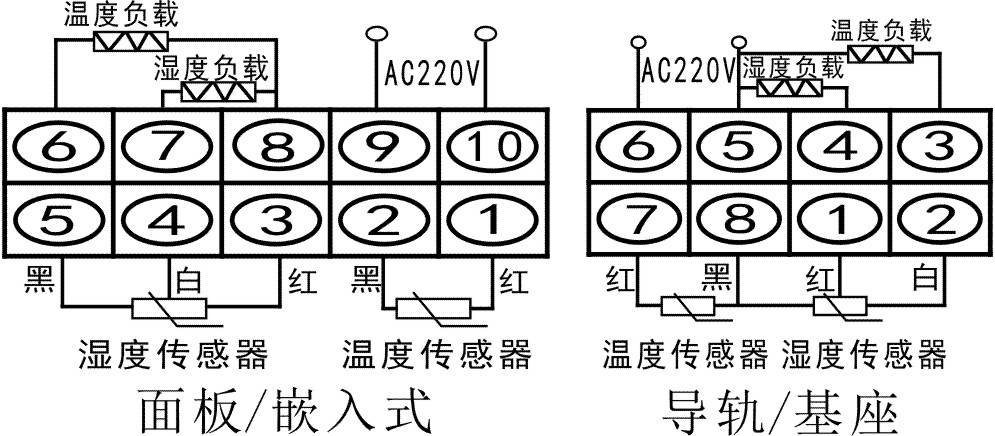 温度负载
湿度负载
AC220V
6 7 8 9 10
5 4 3 2 1
黑 白 红 黑 红
湿度传感器 温度传感器
面板/嵌入式
温度负载
AC220V
湿度负载
6 5 4 3
7 8 1 2
红 黑 红 白
温度传感器 湿度传感器
导轨/基座